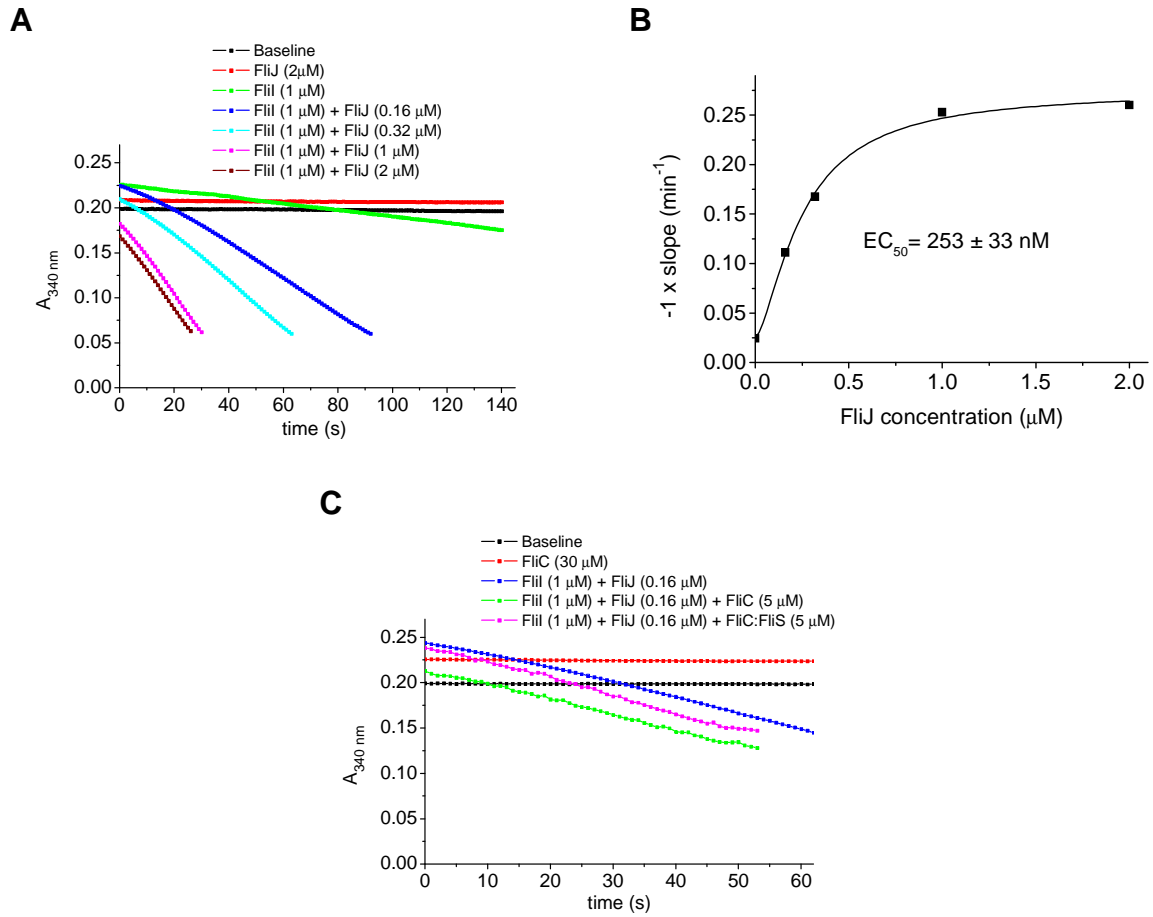 A
Baseline
FliJ (2μM)
FliI (1 μM)
FliI (1 μM) + FliJ (0.16 μM)
FliI (1 μM) + FliJ (0.32 μM)
FliI (1 μM) + FliJ (1 μM)
FliI (1 μM) + FliJ (2 μM)
0.25
0.20
0.15
0.10
0.05
0.00
A340 nm
0 20 40 60 80 100 120 140
time (s)
B
0.25
0.20
0.15
0.10
0.05
0.00
-1 x slope (min-1)
EC50= 253 ± 33 nM
0.0 0.5 1.0 1.5 2.0
FliJ concentration (μM)
C
Baseline
FliC (30 μM)
FliI (1 μM) + FliJ (0.16 μM)
FliI (1 μM) + FliJ (0.16 μM) + FliC (5 μM)
FliI (1 μM) + FliJ (0.16 μM) + FliC:FliS (5 μM)
0.25
0.20
0.15
0.10
0.05
0.00
A340 nm
0 10 20 30 40 50 60
time (s)